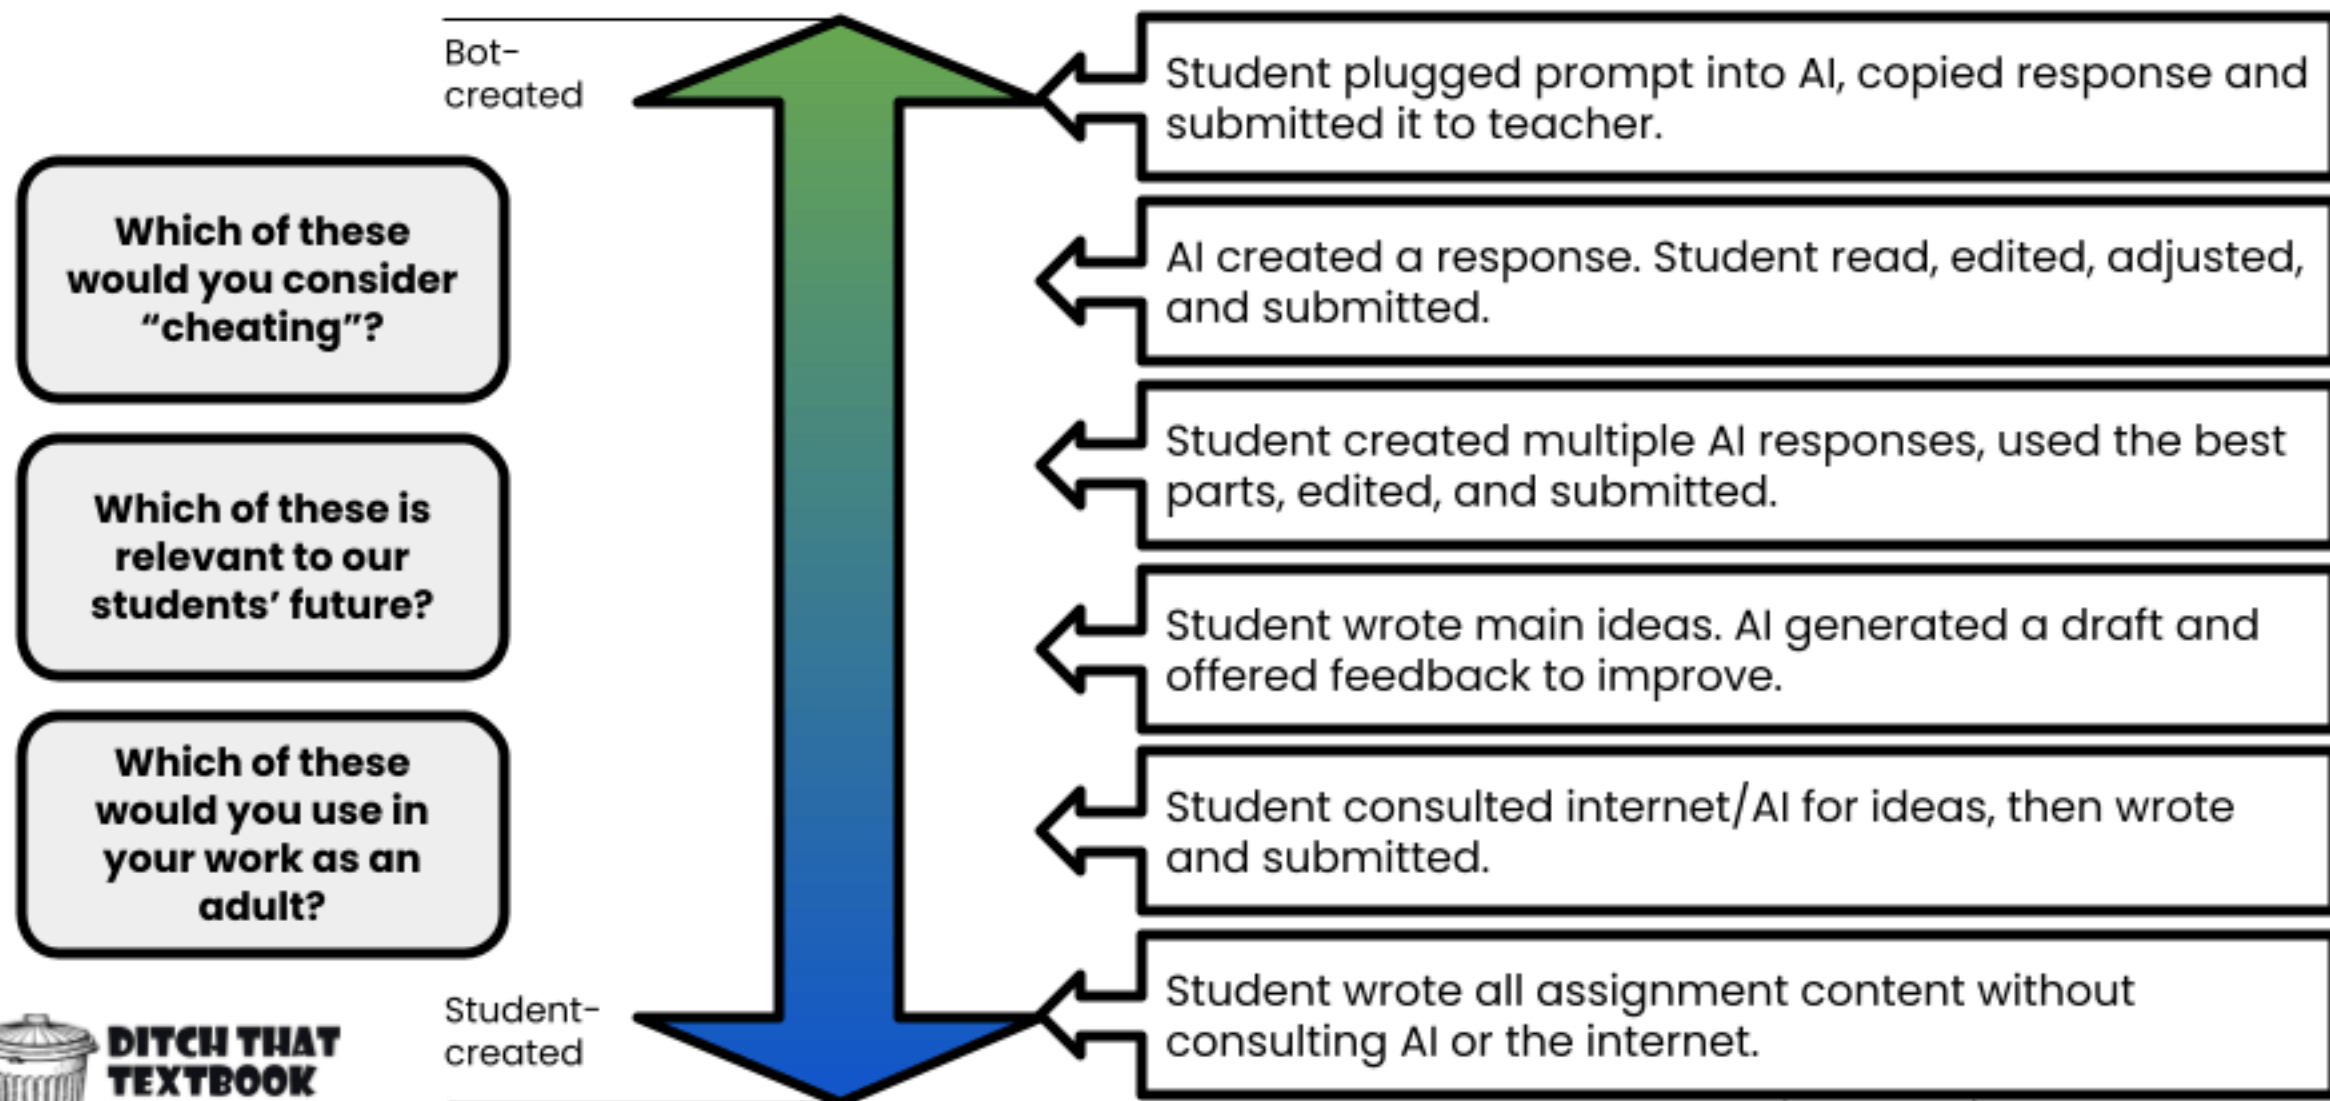 Bot-
created
Student plugged prompt into AI, copied response and
submitted it to teacher.
Which of these
would you consider
“cheating”?
AI created a response. Student read, edited, adjusted,
and submitted.
Student created multiple AI responses, used the best
parts, edited, and submitted.
Which of these is
relevant to our
students’ future?
Student wrote main ideas. AI generated a draft and
offered feedback to improve.
Which of these
would you use in
your work as an
adult?
Student consulted internet/AI for ideas, then wrote
and submitted.
Student-
created
Student wrote all assignment content without
consulting AI or the internet.
DITCH THAT
TEXTBOOK